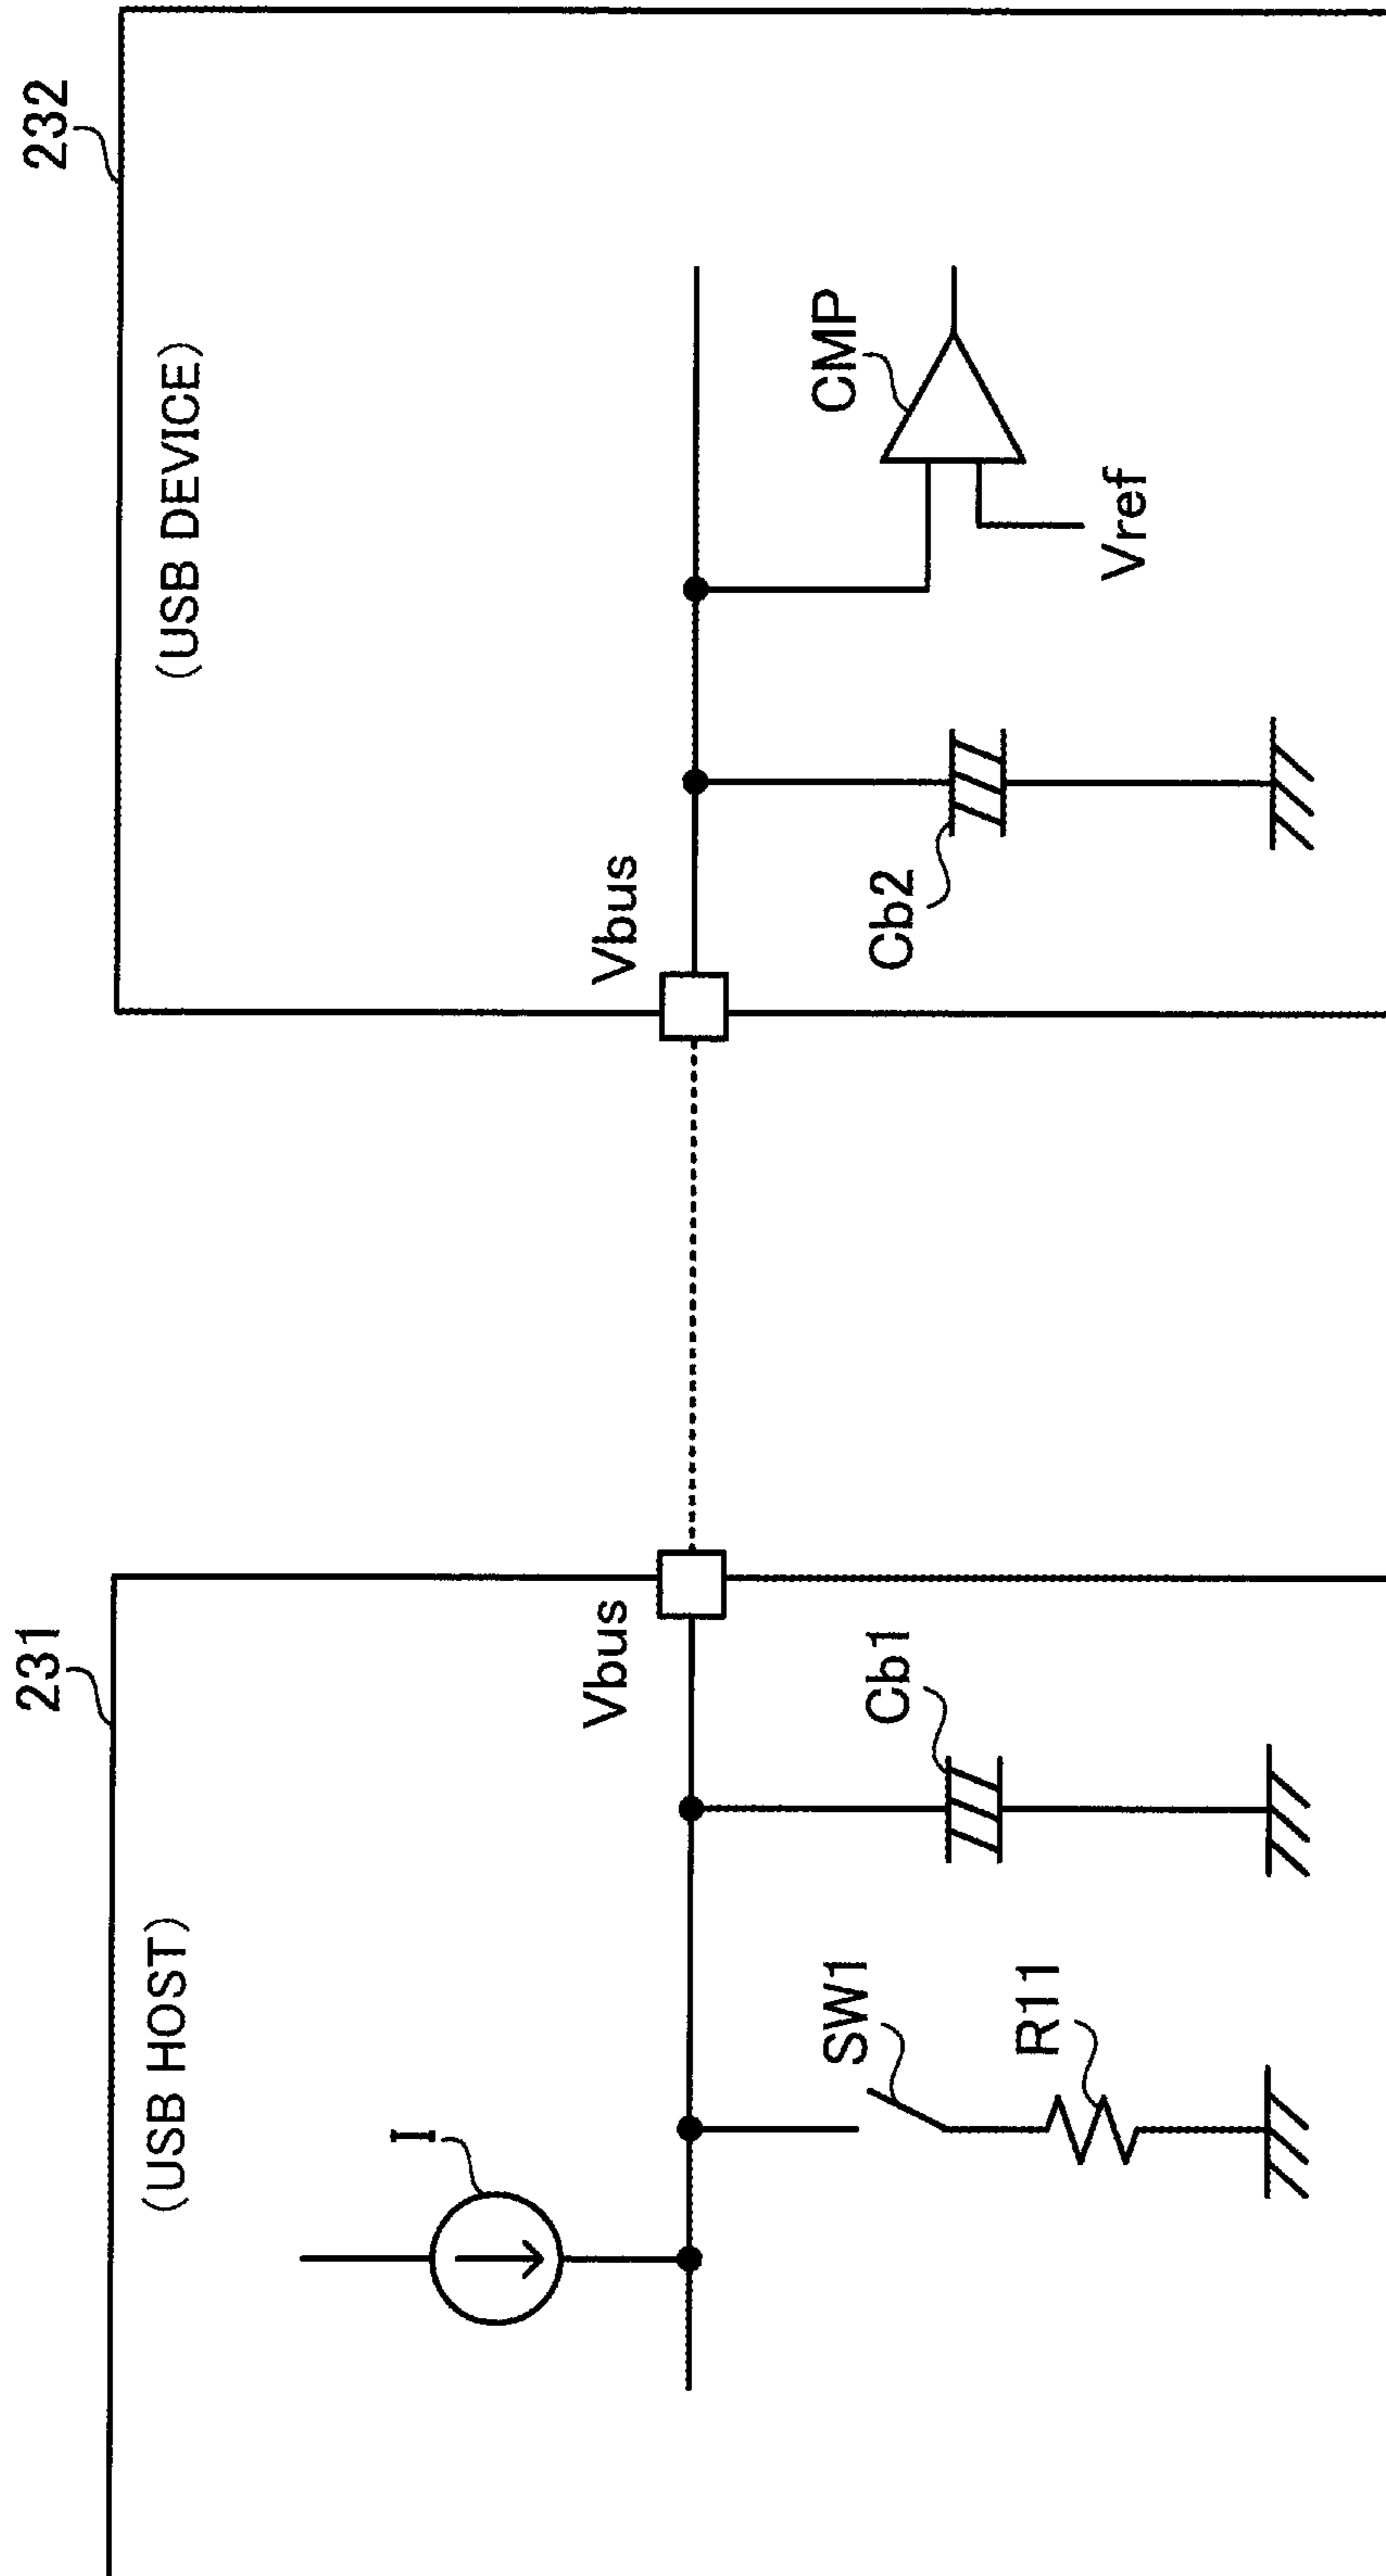 231
(USB HOST)
I
Vbus
SW1
R11
Cb1
232
(USB DEVICE)
Vbus
Cb2
CMP
Vref